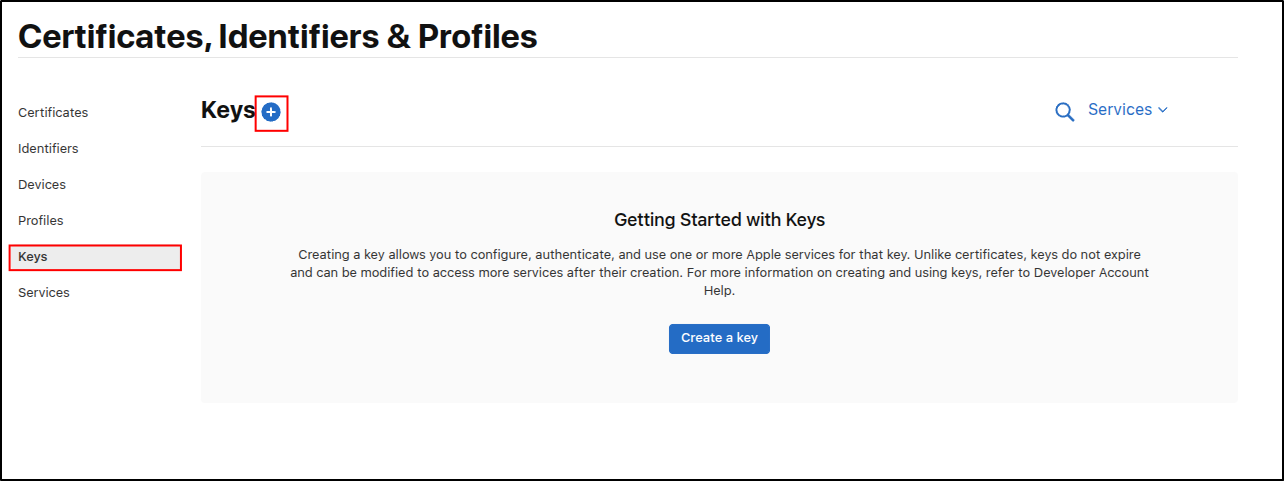 Certificates, Identifiers & Profiles
Certificates
Identifiers
Devices
Profiles
Keys
Services
Keys
Services
Getting Started with Keys
Creating a key allows you to configure, authenticate, and use one or more Apple services for that key. Unlike certificates, keys do not expire
and can be modified to access more services after their creation. For more information on creating and using keys, refer to Developer Account
Help.
Create a key